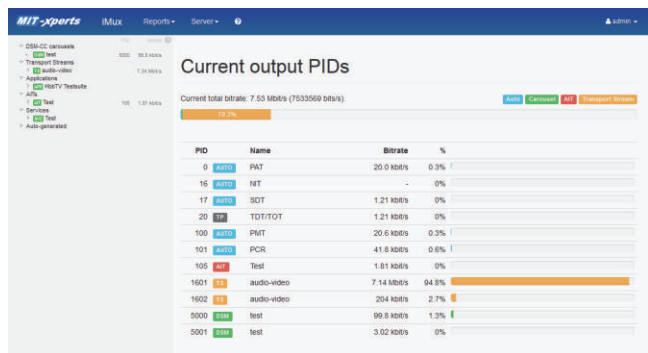 MIT-xperts iMux Reports Server admin
DSM-CC carousels
test 5000
Transport Streams
audio-video 7.34 Mbit/s
Applications
HbbTV Testsuite
AITs
Test 105 1.81 kbit/s
Services
Test
Auto-generated
Current output PIDs
Current total bitrate: 7.53 Mbit/s (7533569 bits/s):
Auto Carousel AIT Transport Stream
PID Name Bitrate %
0 AUTO PAT 20.0 kbit/s 0.3%
16 AUTO NIT - 0%
17 AUTO SDT 1.21 kbit/s 0%
20 TDT/TOT 1.21 kbit/s 0%
100 AUTO PMT 20.6 kbit/s 0.3%
101 AUTO PCR 41.8 kbit/s 0.6%
105 AIT Test 1.81 kbit/s 0%
1601 TS audio-video 7.14 Mbit/s 94.8%
1602 TS audio-video 204 kbit/s 2.7%
5000 DSM test 99.8 kbit/s 1.3%
5001 DSM test 3.02 kbit/s 0%